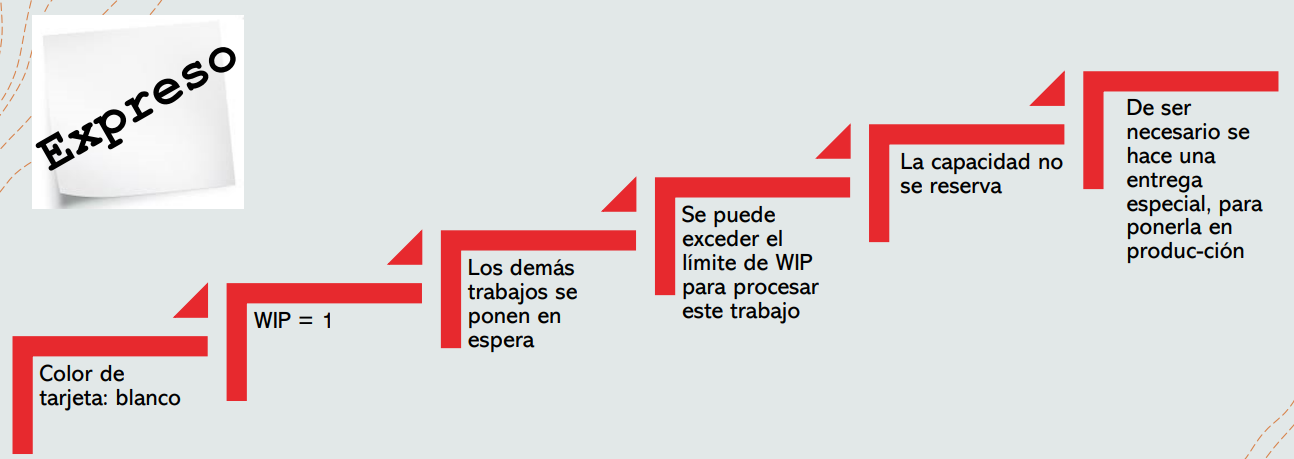 Expreso
Color de
tarjeta: blanco
WIP = 1
Los demás
trabajos se
ponen en
espera
Se puede
exceder el
límite de WIP
para procesar
este trabajo
La capacidad no
se reserva
De ser
necesario se
hace una
entrega
especial, para
ponerla en
produc-ción